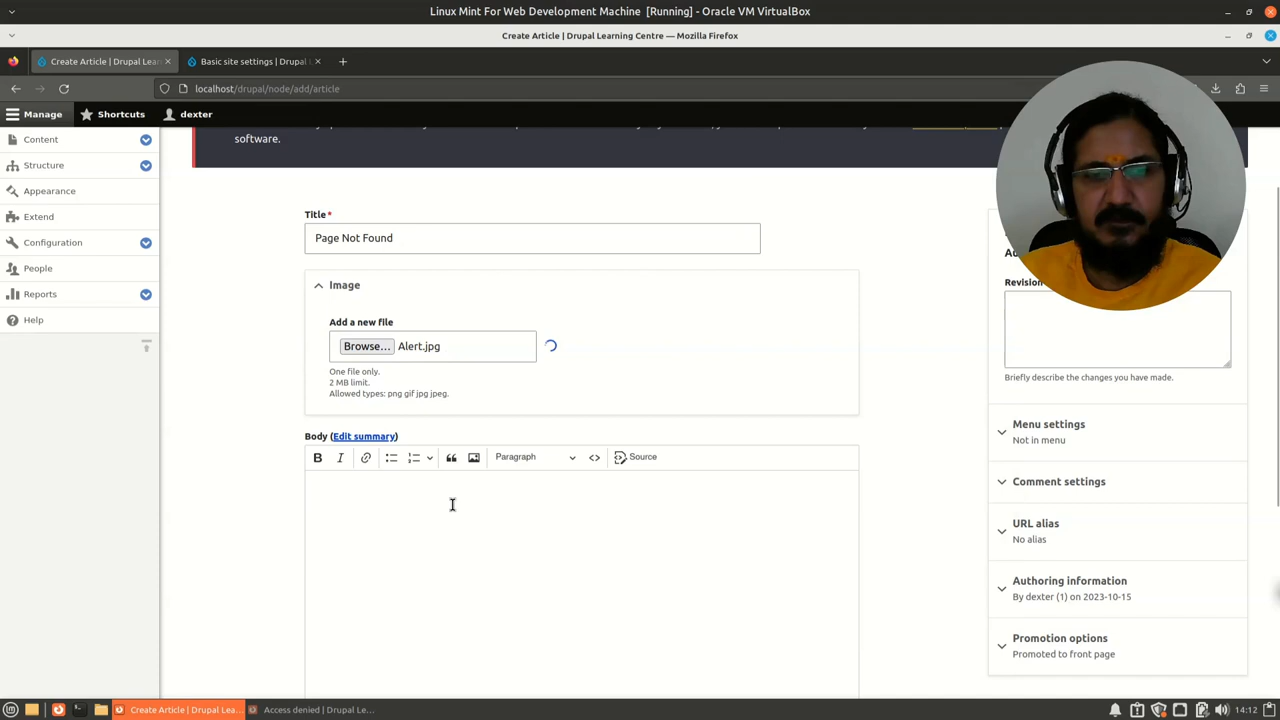 Linux Mint For Web Development Machine [Running] - Oracle VM VirtualBox
Create Article | Drupal Learning Centre — Mozilla Firefox
Create Article | Drupal Lear
Basic site settings | Drupal L
localhost/drupal/node/add/article
Manage
Shortcuts
dexter
Content
Structure
Appearance
Extend
Configuration
People
Reports
Help
software.
Title*
Page Not Found
Image
Add a new file
Browse... Alert.jpg
One file only.
2 MB limit.
Allowed types: png gif jpg jpeg.
Body (Edit summary)
Paragraph
Source
Revision
Briefly describe the changes you have made.
Menu settings
Not in menu
Comment settings
URL alias
No alias
Authoring information
By dexter (1) on 2023-10-15
Promotion options
Promoted to front page
Create Article | Drupal Lea...
Access denied | Drupal Le...
14:12